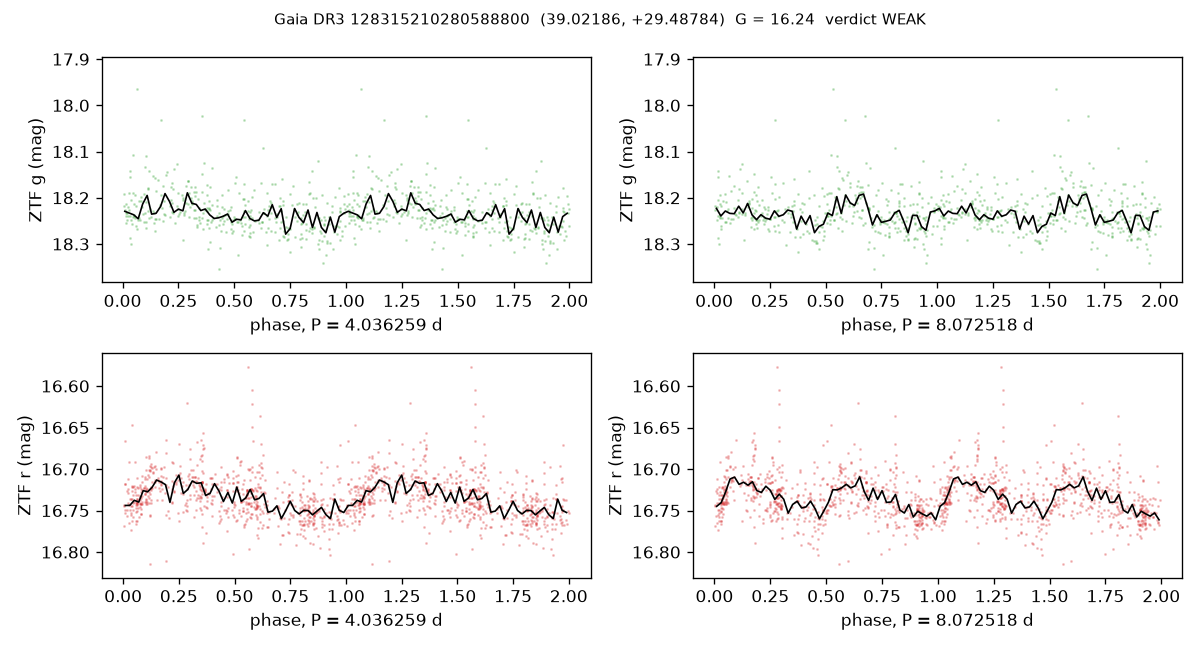 Gaia DR3 128315210280588800  (39.02186, +29.48784)  G = 16.24  verdict WEAK
17.9
18.0
18.1
18.2
18.3
ZTF g (mag)
0.00 0.25 0.50 0.75 1.00 1.25 1.50 1.75 2.00
phase, P = 4.036259 d
17.9
18.0
18.1
18.2
18.3
ZTF g (mag)
0.00 0.25 0.50 0.75 1.00 1.25 1.50 1.75 2.00
phase, P = 8.072518 d
16.60
16.65
16.70
16.75
16.80
ZTF r (mag)
0.00 0.25 0.50 0.75 1.00 1.25 1.50 1.75 2.00
phase, P = 4.036259 d
16.60
16.65
16.70
16.75
16.80
ZTF r (mag)
0.00 0.25 0.50 0.75 1.00 1.25 1.50 1.75 2.00
phase, P = 8.072518 d